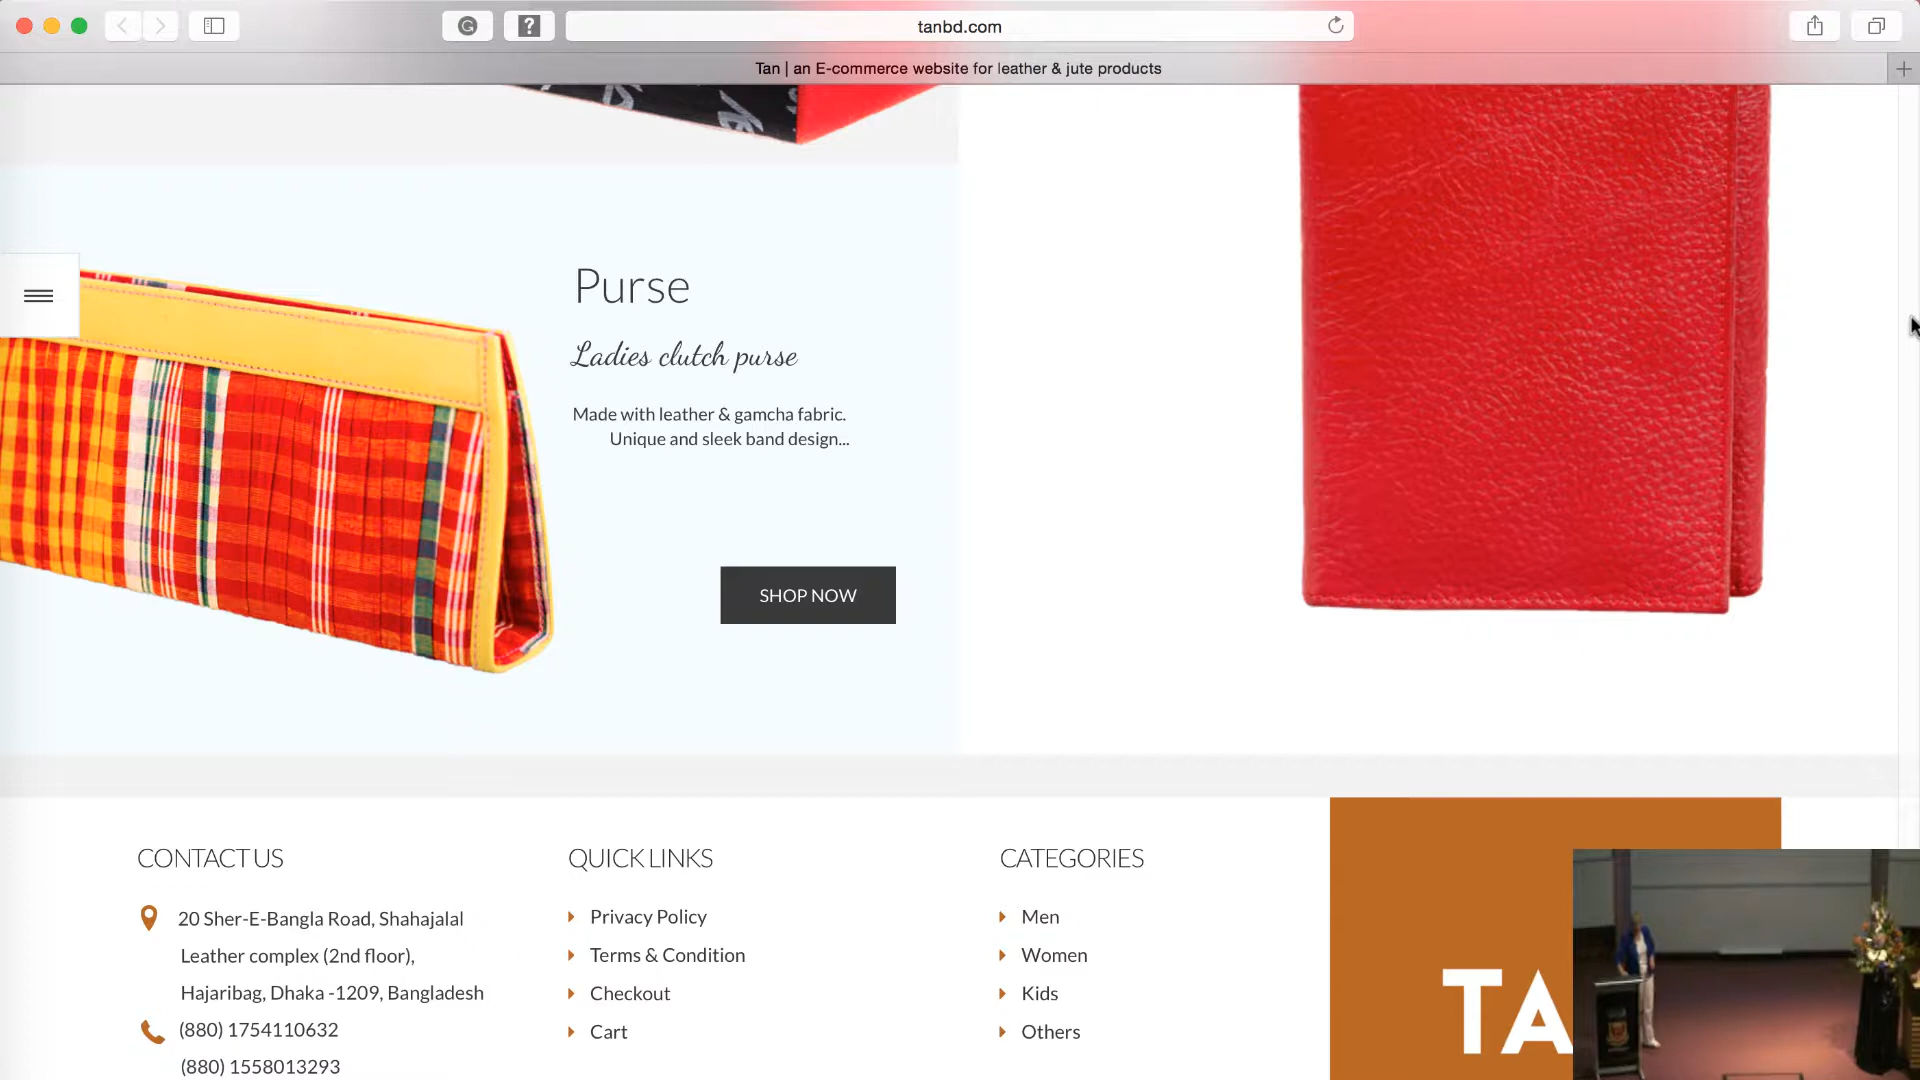 tanbd.com
Tan | an E-commerce website for leather & jute products
Purse
Ladies clutch purse
Made with leather & gamcha fabric.
Unique and sleek band design...
SHOP NOW
CONTACT US
20 Sher-E-Bangla Road, Shahajalal
Leather complex (2nd floor),
Hajaribag, Dhaka -1209, Bangladesh
(880) 1754110632
(880) 1558013293
QUICK LINKS
Privacy Policy
Terms & Condition
Checkout
Cart
CATEGORIES
Men
Women
Kids
Others
TA